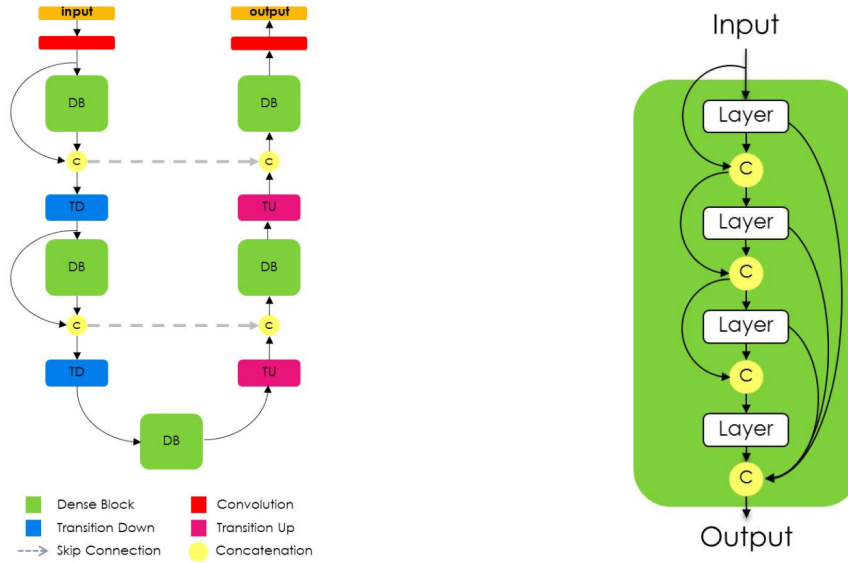 input
output
DB
DB
C
C
TD
TU
DB
DB
C
C
TD
TU
DB
Dense Block
Convolution
Transition Down
Transition Up
Skip Connection
Concatenation
Input
Layer
C
Layer
C
Layer
C
Layer
C
Output